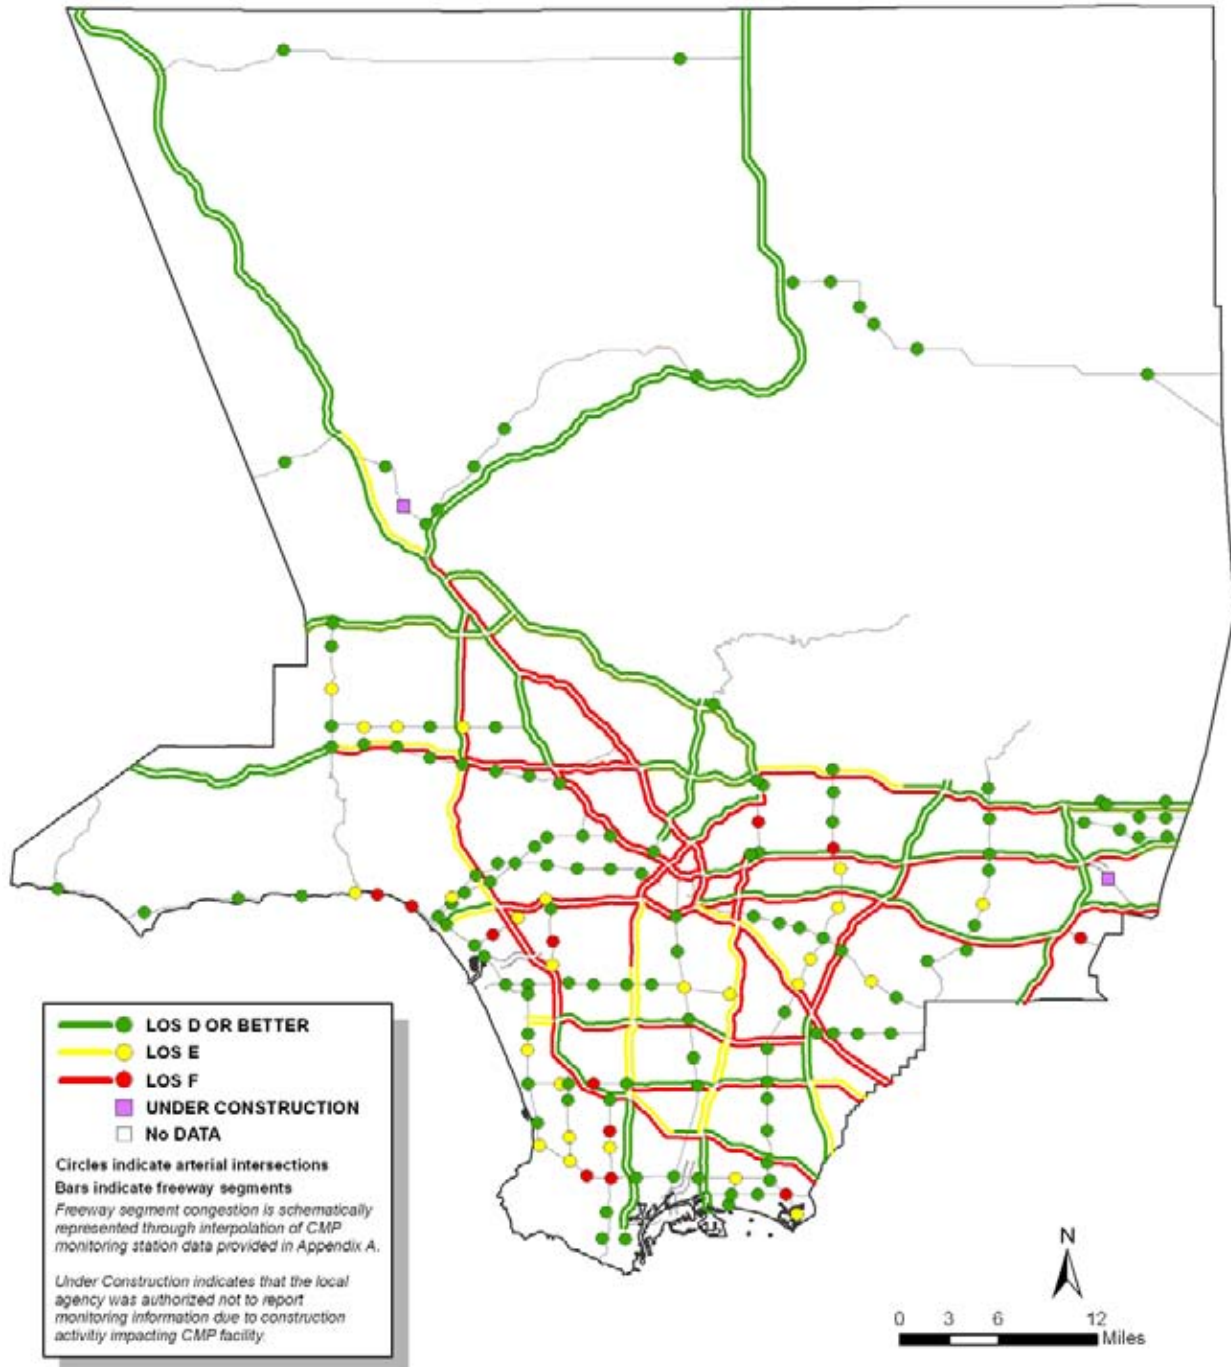 LOS D OR BETTER
LOS E
LOS F
UNDER CONSTRUCTION
No DATA
Circles indicate arterial intersections
Bars indicate freeway segments
Freeway segment congestion is schematically
represented through interpolation of CMP
monitoring station data provided in Appendix A.
Under Construction indicates that the local
agency was authorized not to report
monitoring information due to construction
activitiy impacting CMP facility.
N
0 3 6 12
Miles